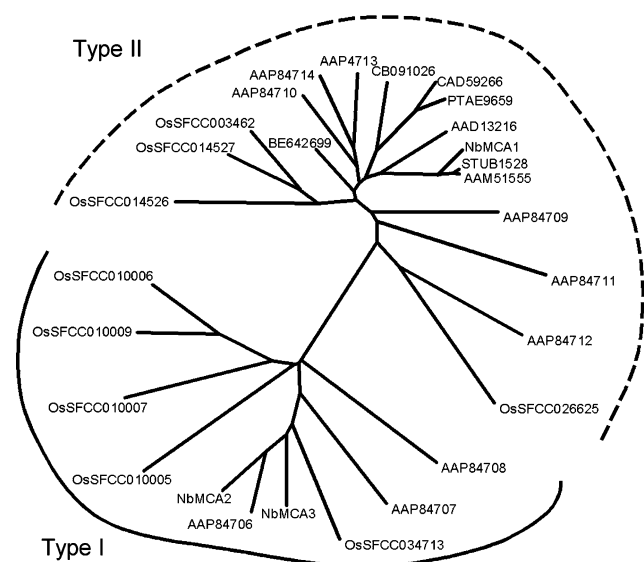 Type II
AAP4713
CB091026
AAP84714
CAD59266
AAP84710
PTAE9659
OsSFCC003462
AAD13216
BE642699
NbMCA1
OsSFCC014527
STUB1528
AAM51555
OsSFCC014526
AAP84709
OsSFCC010006
AAP84711
OsSFCC010009
AAP84712
OsSFCC010007
OsSFCC026625
OsSFCC010005
AAP84708
NbMCA2
AAP84707
NbMCA3
AAP84706
OsSFCC034713
Type I